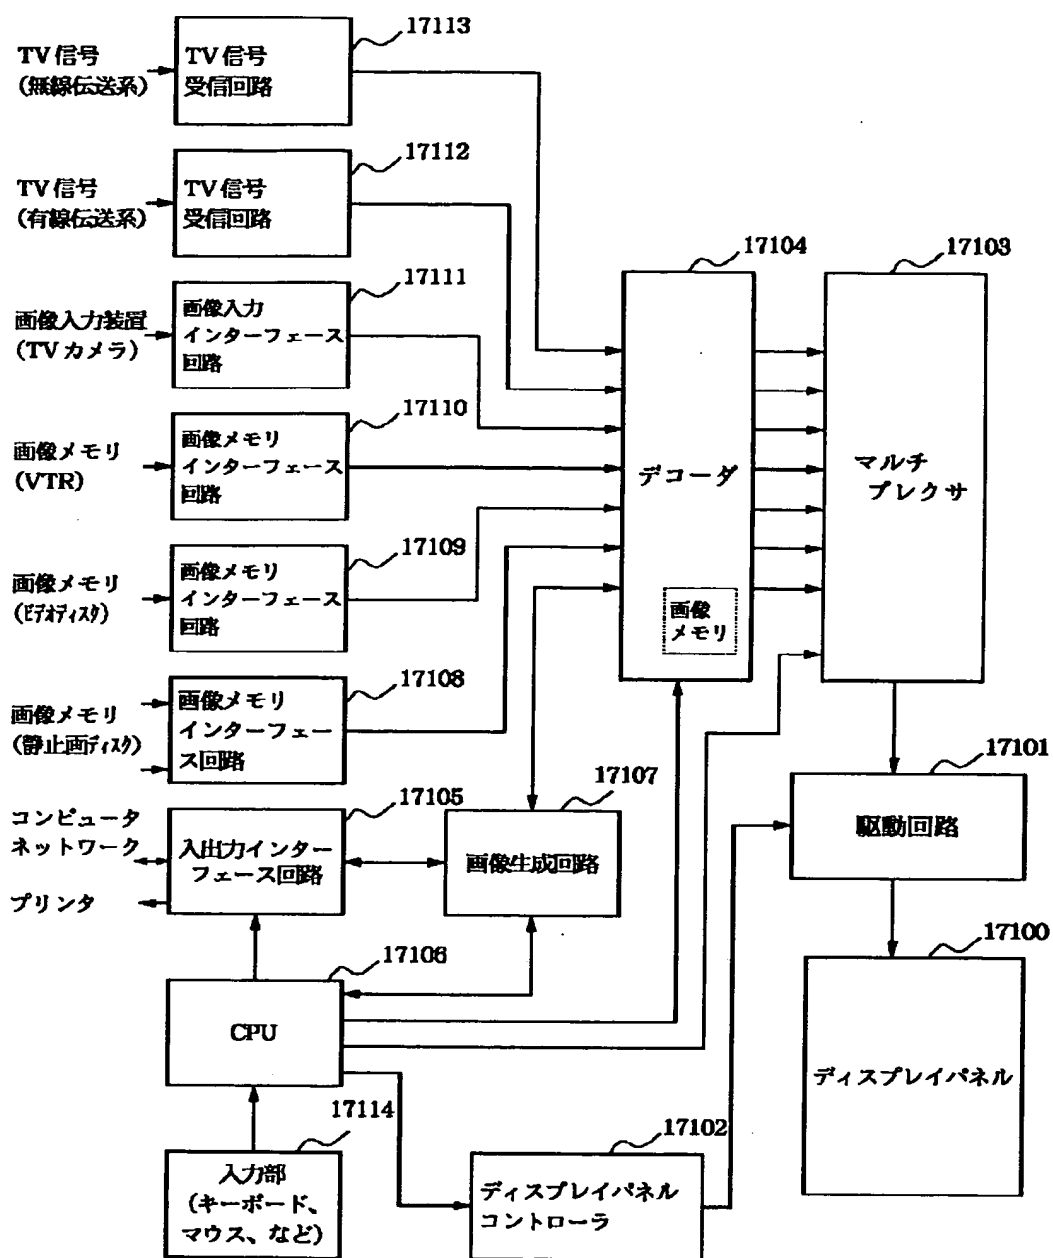 17113
TV信号
(無線伝送系)
TV信号
受信回路
17112
TV信号
(有線伝送系)
TV信号
受信回路
17111
画像入力装置
(TVカメラ)
画像入力
インターフェース
回路
17110
画像メモリ
(VTR)
画像メモリ
インターフェース
回路
17109
画像メモリ
(ビデオディスク)
画像メモリ
インターフェース
回路
17108
画像メモリ
(静止画ディスク)
画像メモリ
インターフェー
ス回路
17104
デコーダ
画像
メモリ
17103
マルチ
プレクサ
17105
コンピュータ
ネットワーク
プリンタ
入出力インター
フェース回路
17107
画像生成回路
17101
駆動回路
17106
CPU
17100
ディスプレイパネル
17114
入力部
(キーボード、
マウス、など)
17102
ディスプレイパネル
コントローラ